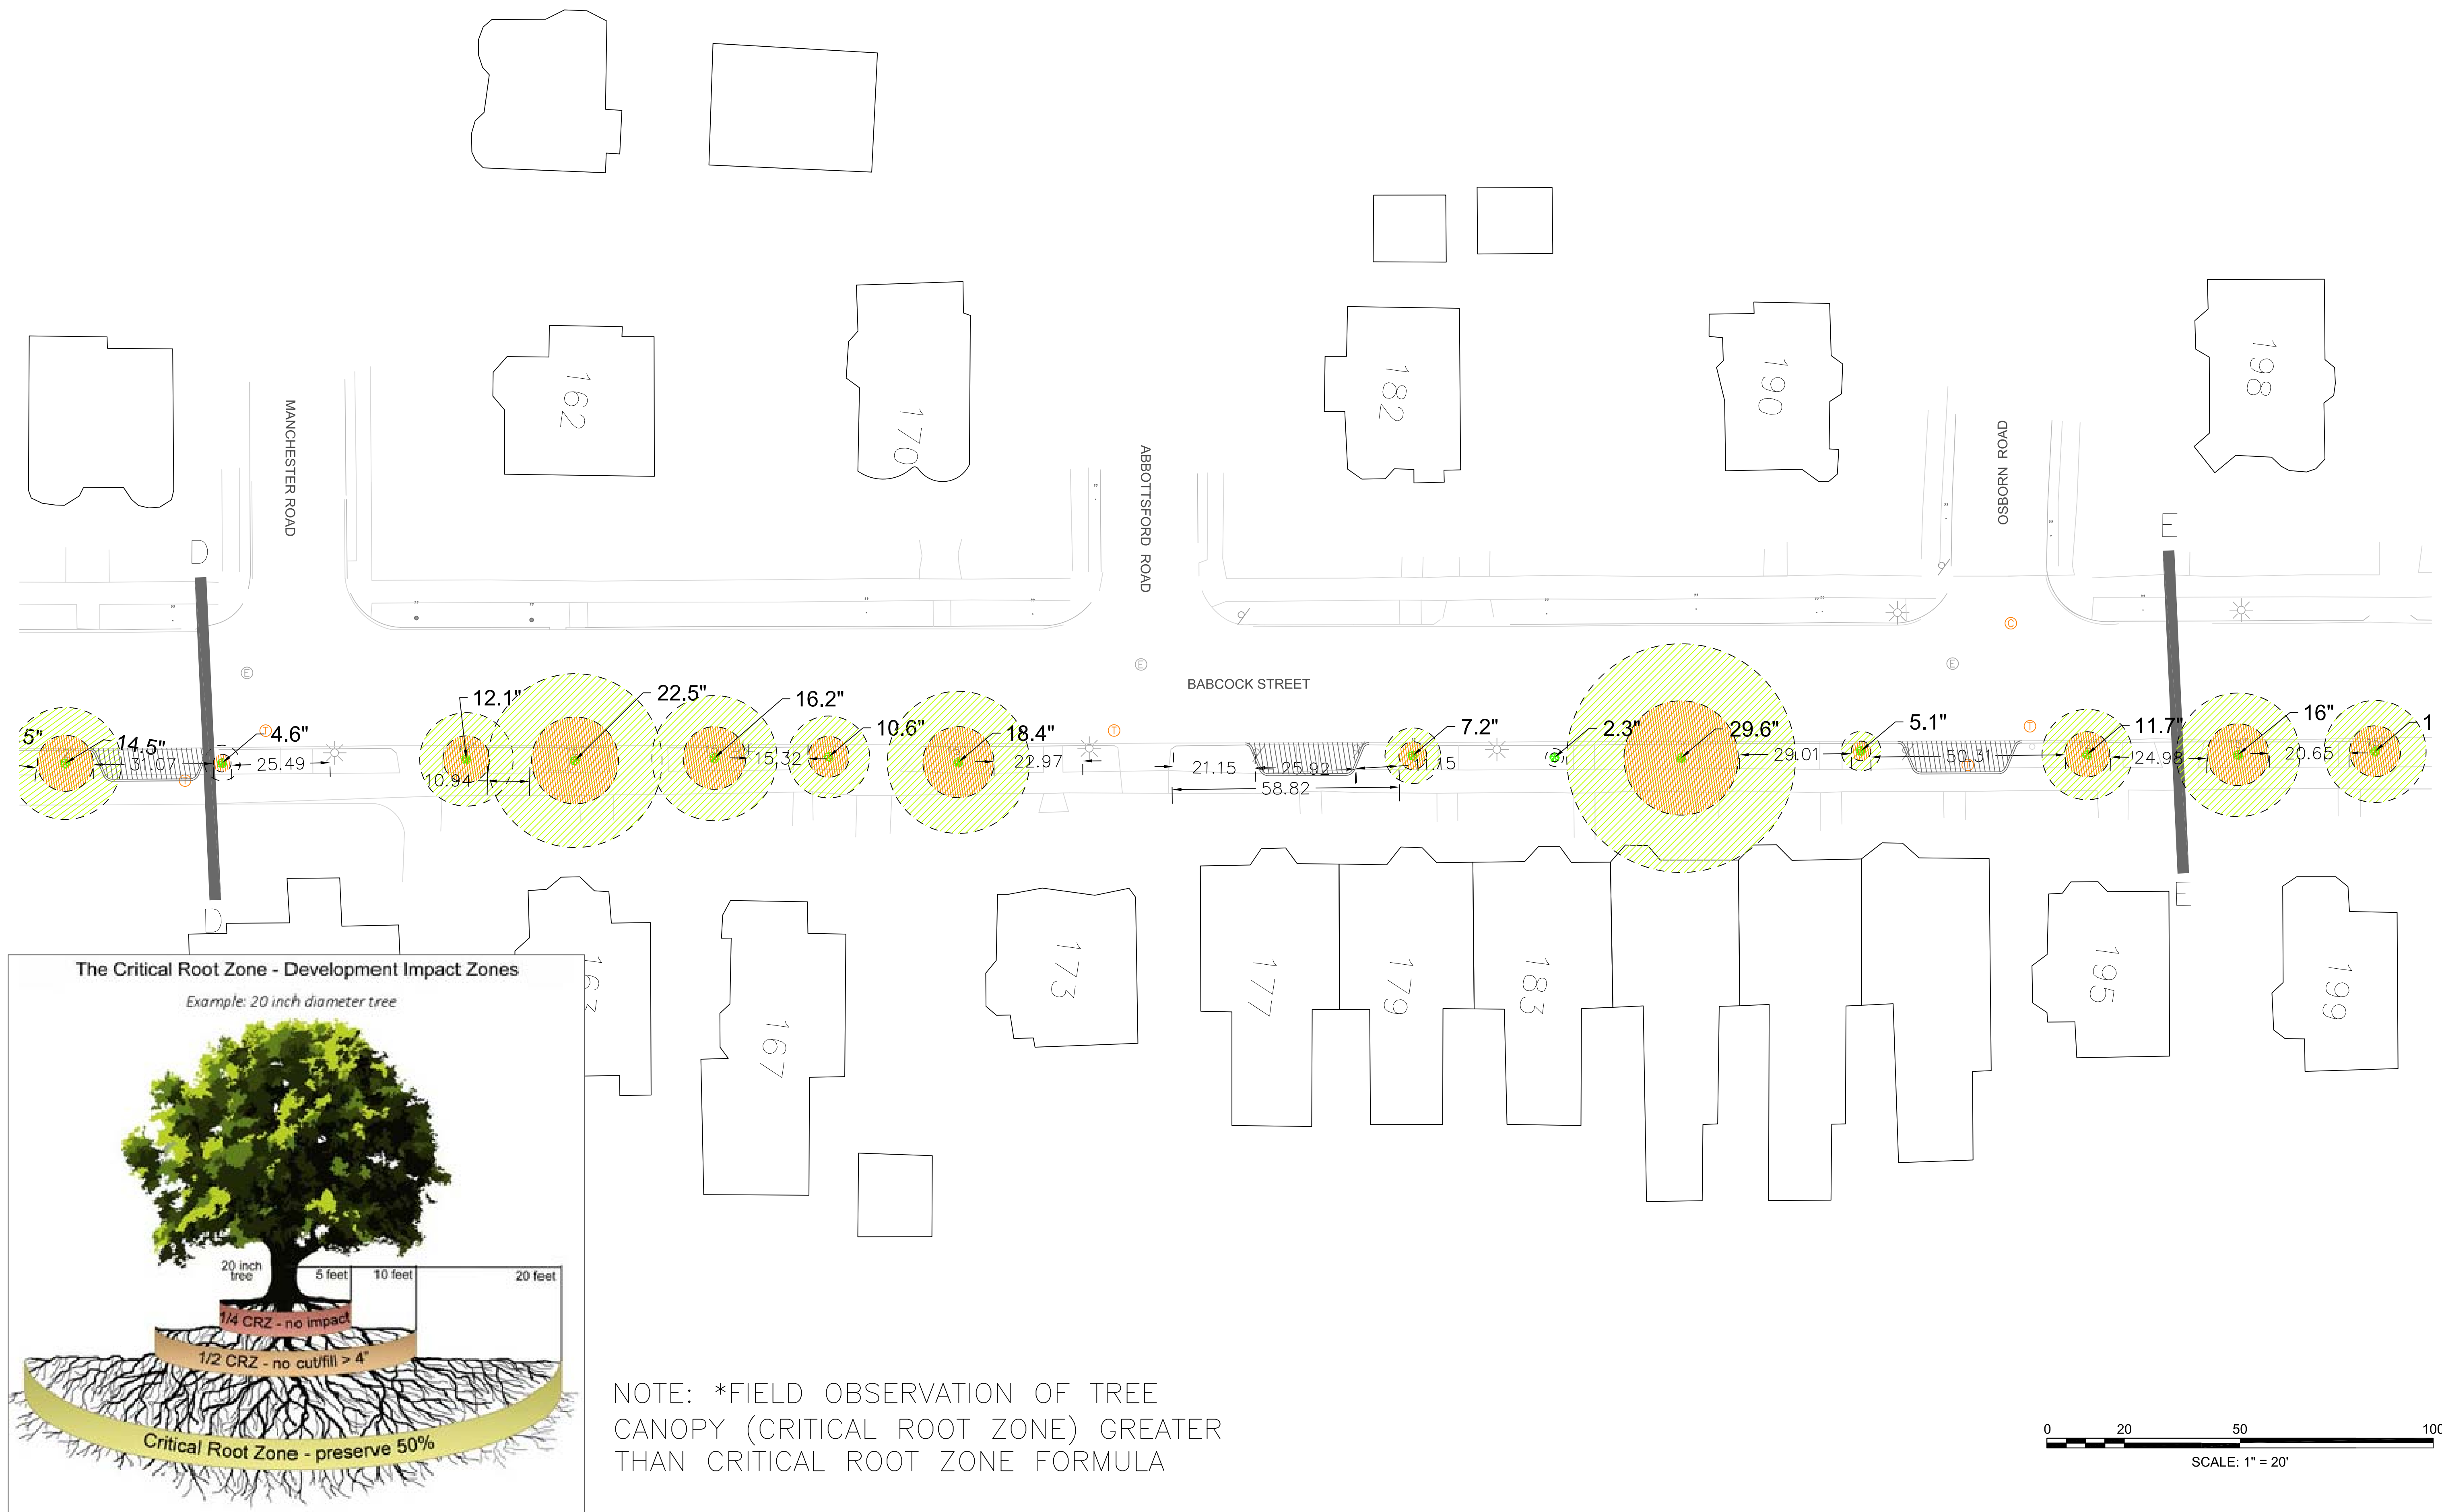 162
170
182
190
198
MANCHESTER ROAD
ABBOTTSFORD ROAD
OSBORN ROAD
D
E
C
E
E
E
BABCOCK STREET
12.1"
22.5"
16.2"
10.6"
18.4"
7.2"
2.3"
29.6"
5.1"
11.7"
16"
5"
14.5"
4.6"
T
T
T
T
31.07
25.49
10.94
15.32
22.97
21.15
25.92
11.15
58.82
29.01
50.31
24.98
20.65
D
E
163
167
173
177
179
183
195
199
The Critical Root Zone - Development Impact Zones
Example: 20 inch diameter tree
20 inch
tree
5 feet
10 feet
20 feet
1/4 CRZ - no impact
1/2 CRZ - no cut/fill > 4"
Critical Root Zone - preserve 50%
NOTE: *FIELD OBSERVATION OF TREE
CANOPY (CRITICAL ROOT ZONE) GREATER
THAN CRITICAL ROOT ZONE FORMULA
0 20 50 100
SCALE: 1" = 20'